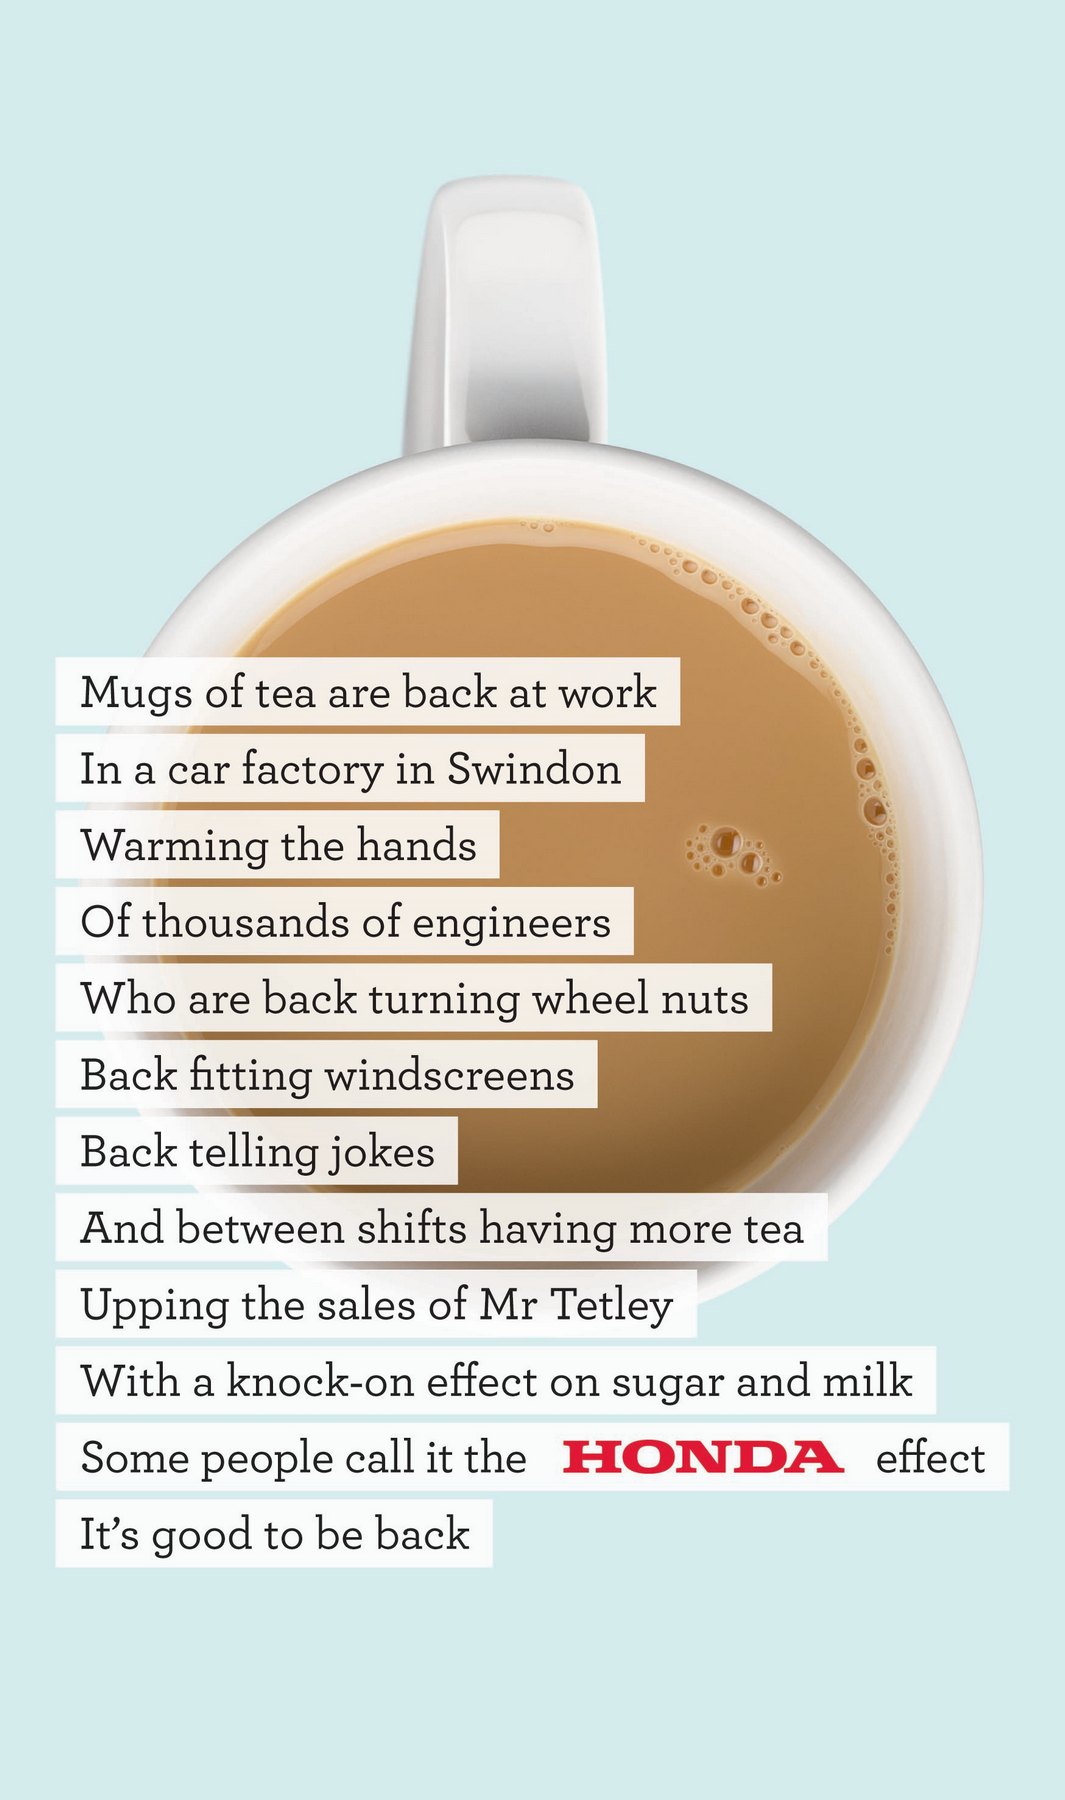 Mugs of tea are back at work
In a car factory in Swindon
Warming the hands
Of thousands of engineers
Who are back turning wheel nuts
Back fitting windscreens
Back telling jokes
And between shifts having more tea
Upping the sales of Mr Tetley
With a knock-on effect on sugar and milk
Some people call it the HONDA effect
It's good to be back